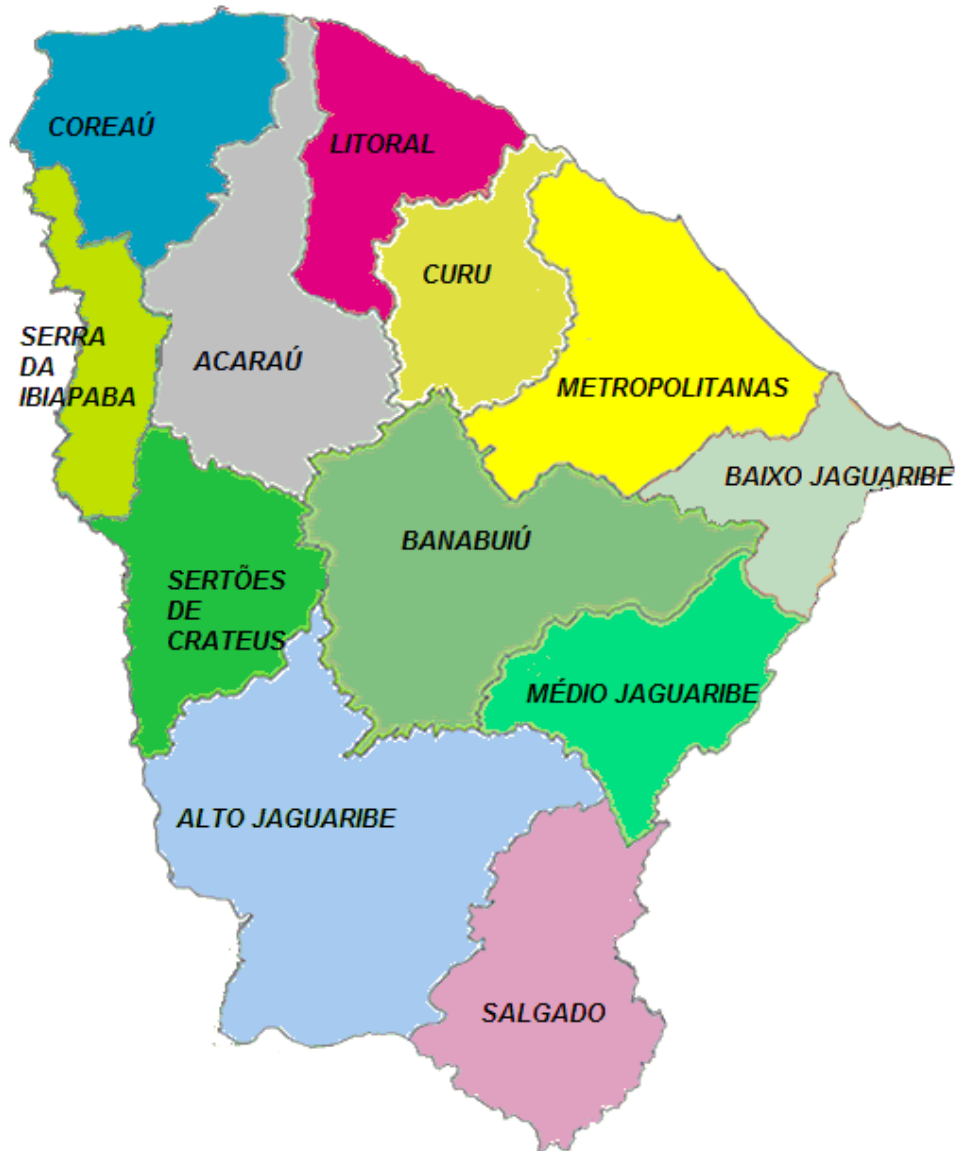 COREAÚ
LITORAL
CURU
SERRA
DA
IBIAPABA
ACARAÚ
METROPOLITANAS
BAIXO JAGUARIBE
BANABUIÚ
SERTÕES
DE
CRATEUS
MÉDIO JAGUARIBE
ALTO JAGUARIBE
SALGADO